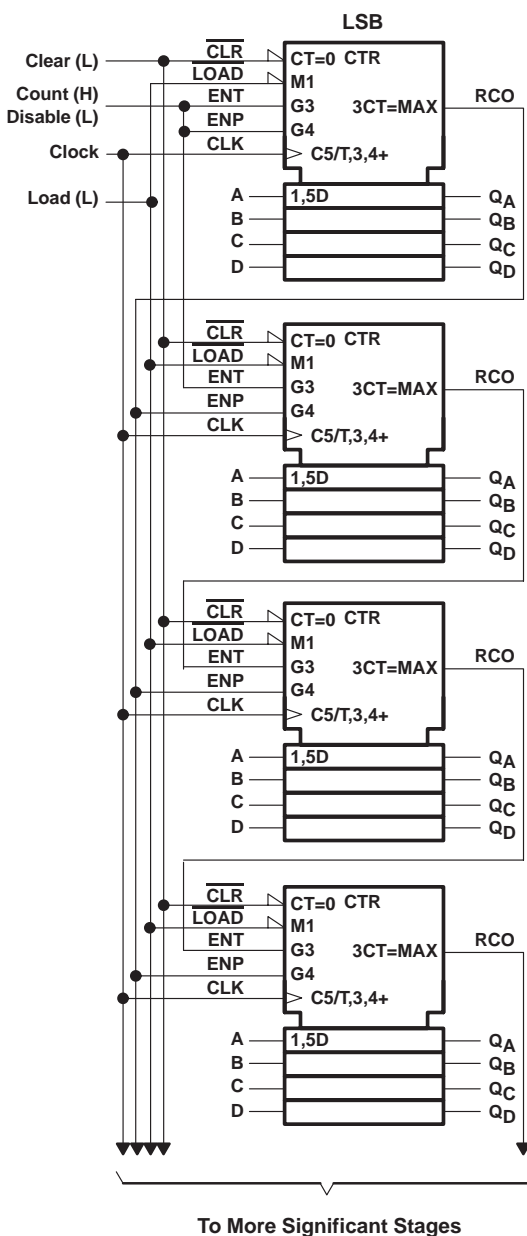 LSB
Clear (L)
CLR
CT=0 CTR
LOAD
M1
Count (H)
Disable (L)
ENT
G3
3CT=MAX
RCO
ENP
G4
Clock
CLK
C5/T,3,4+
Load (L)
A
1,5D
QA
B
QB
C
QC
D
QD
CLR
CT=0 CTR
LOAD
M1
ENT
G3
3CT=MAX
RCO
ENP
G4
CLK
C5/T,3,4+
A
1,5D
QA
B
QB
C
QC
D
QD
CLR
CT=0 CTR
LOAD
M1
ENT
G3
3CT=MAX
RCO
ENP
G4
CLK
C5/T,3,4+
A
1,5D
QA
B
QB
C
QC
D
QD
CLR
CT=0 CTR
LOAD
M1
ENT
G3
3CT=MAX
RCO
ENP
G4
CLK
C5/T,3,4+
A
1,5D
QA
B
QB
C
QC
D
QD
To More Significant Stages